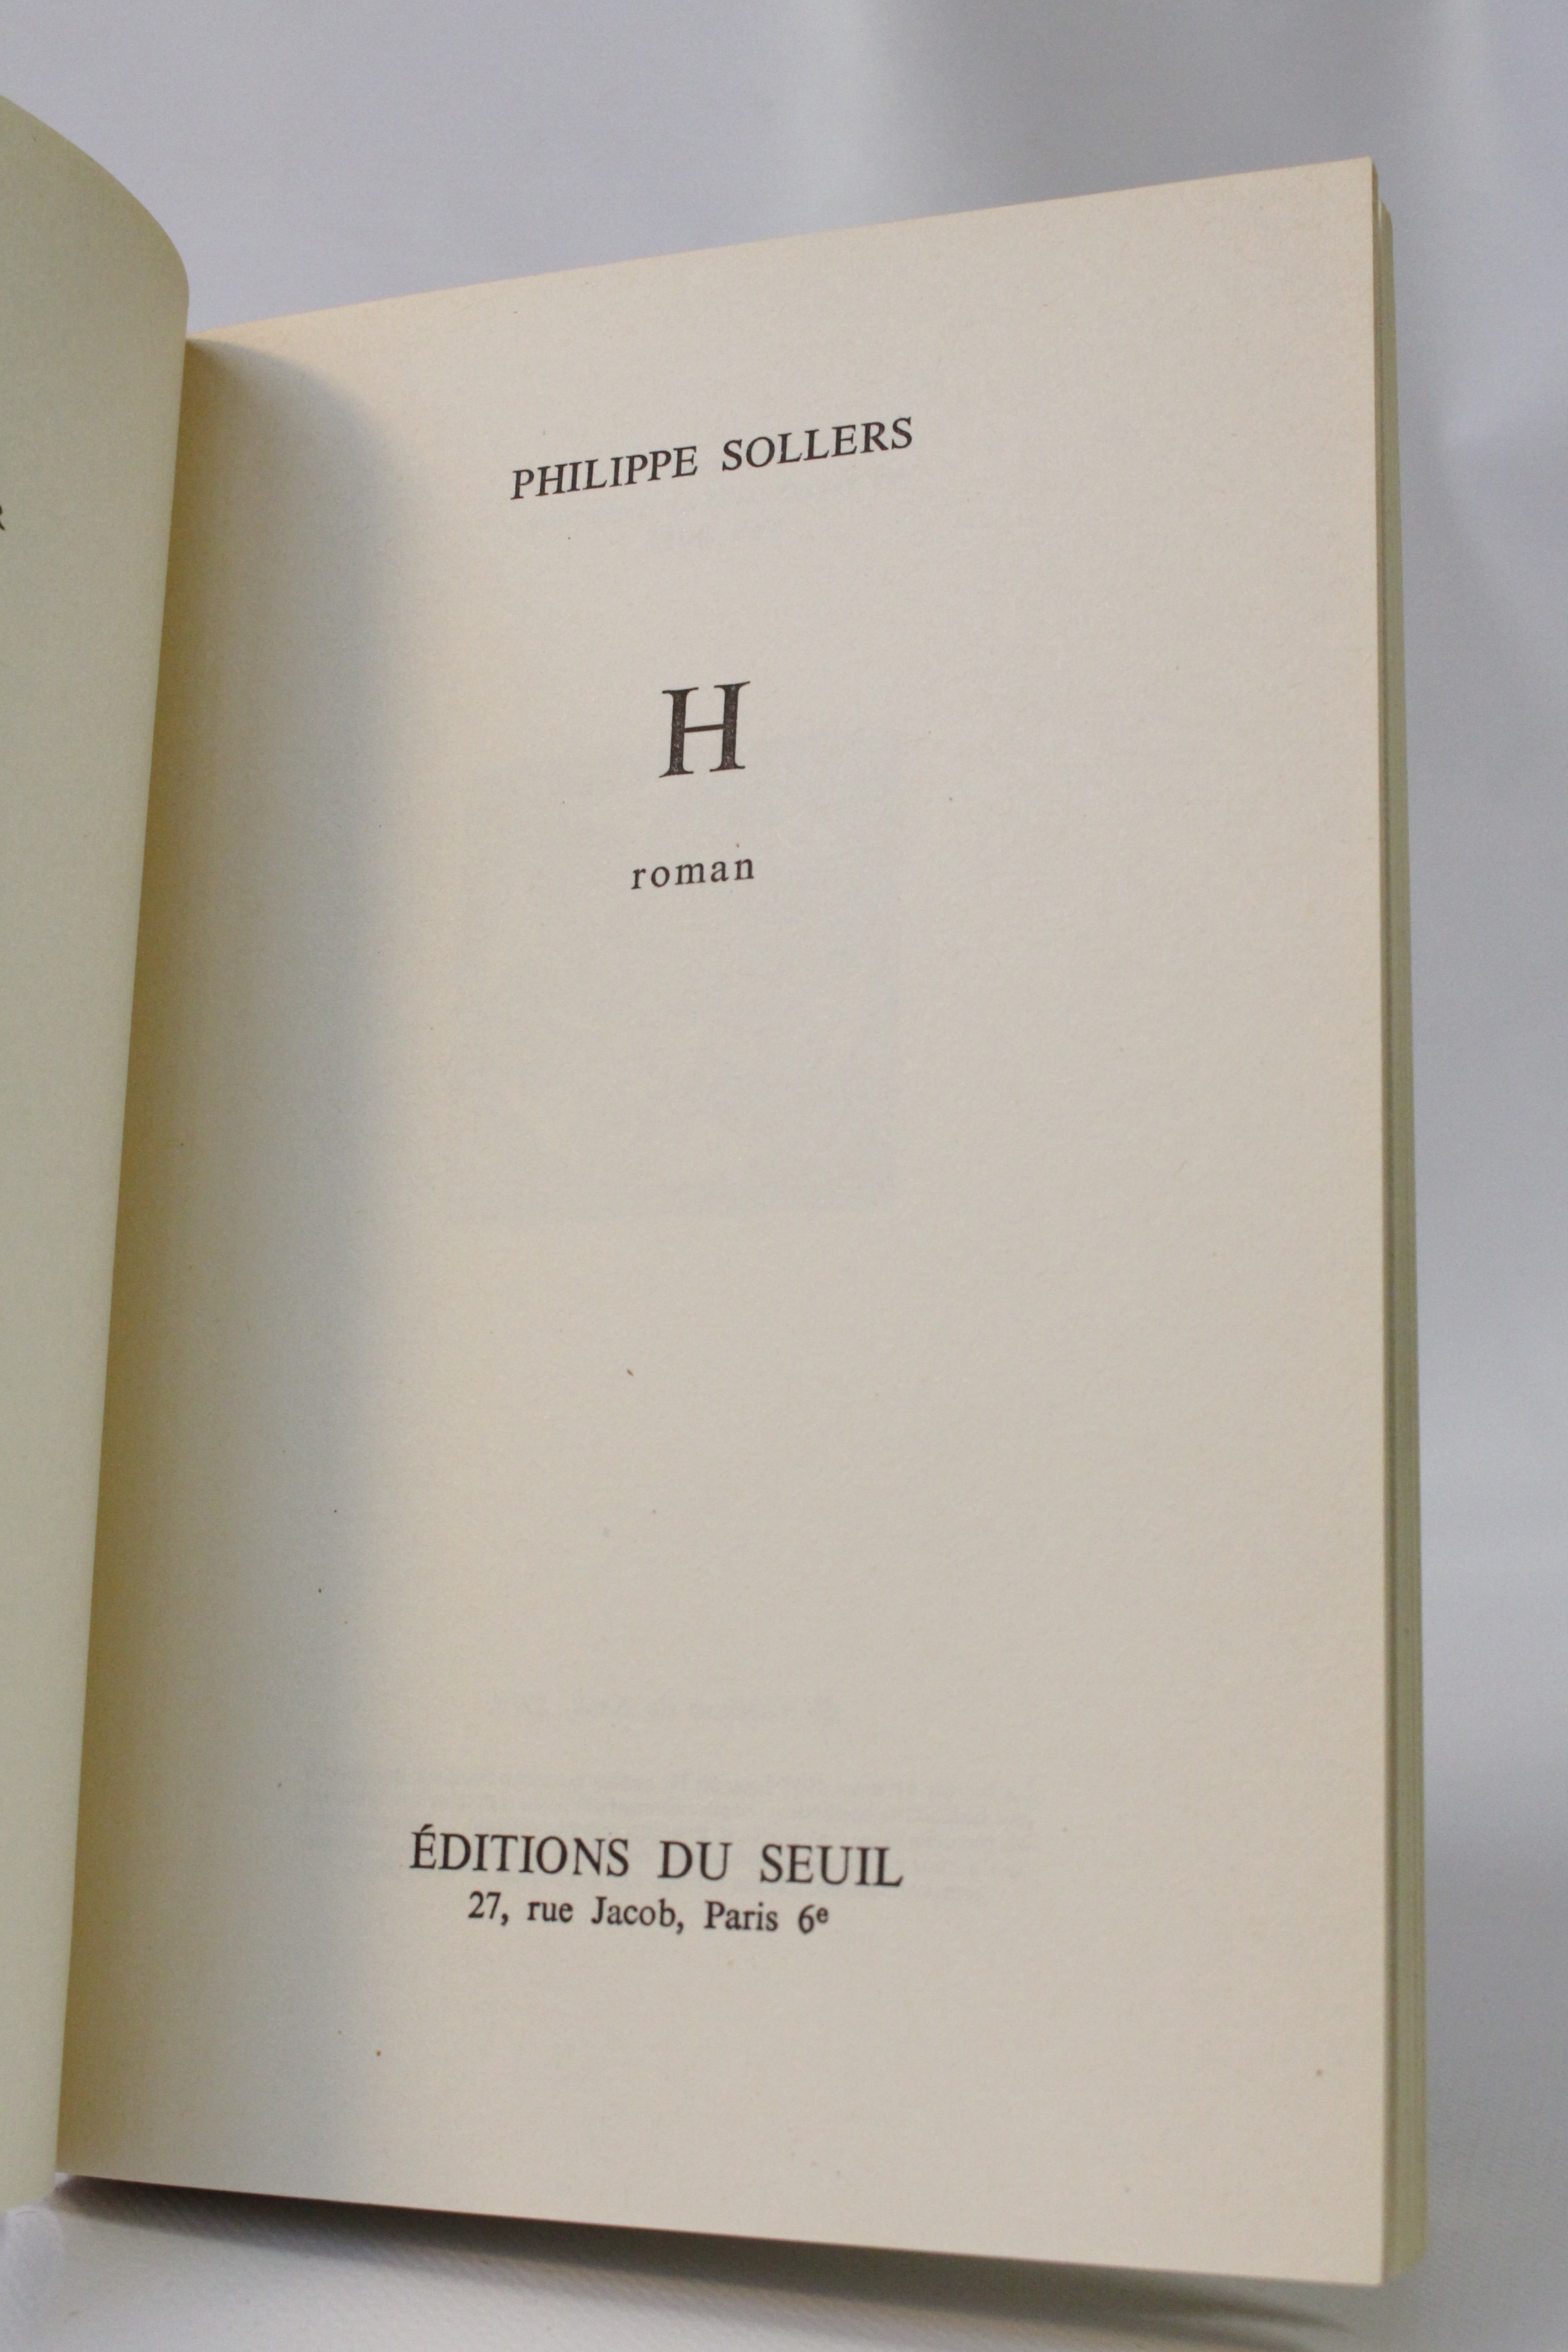 PHILIPPE SOLLERS
H
roman
ÉDITIONS DU SEUIL
27, rue Jacob, Paris 6e